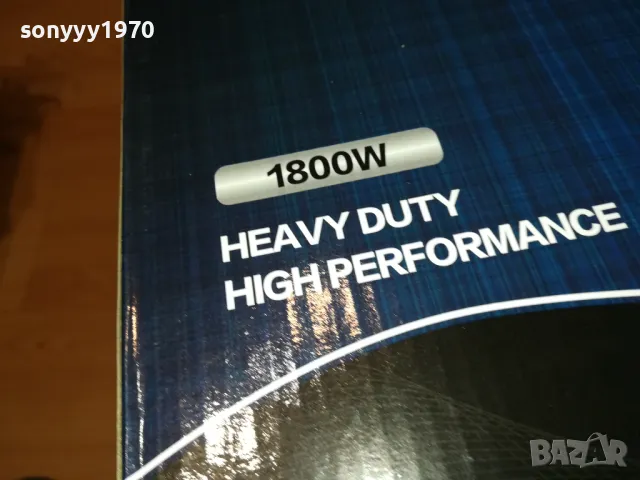 sonyyy1970
1800W
HEAVY DUTY
HIGH PERFORMANCE
BAZAR